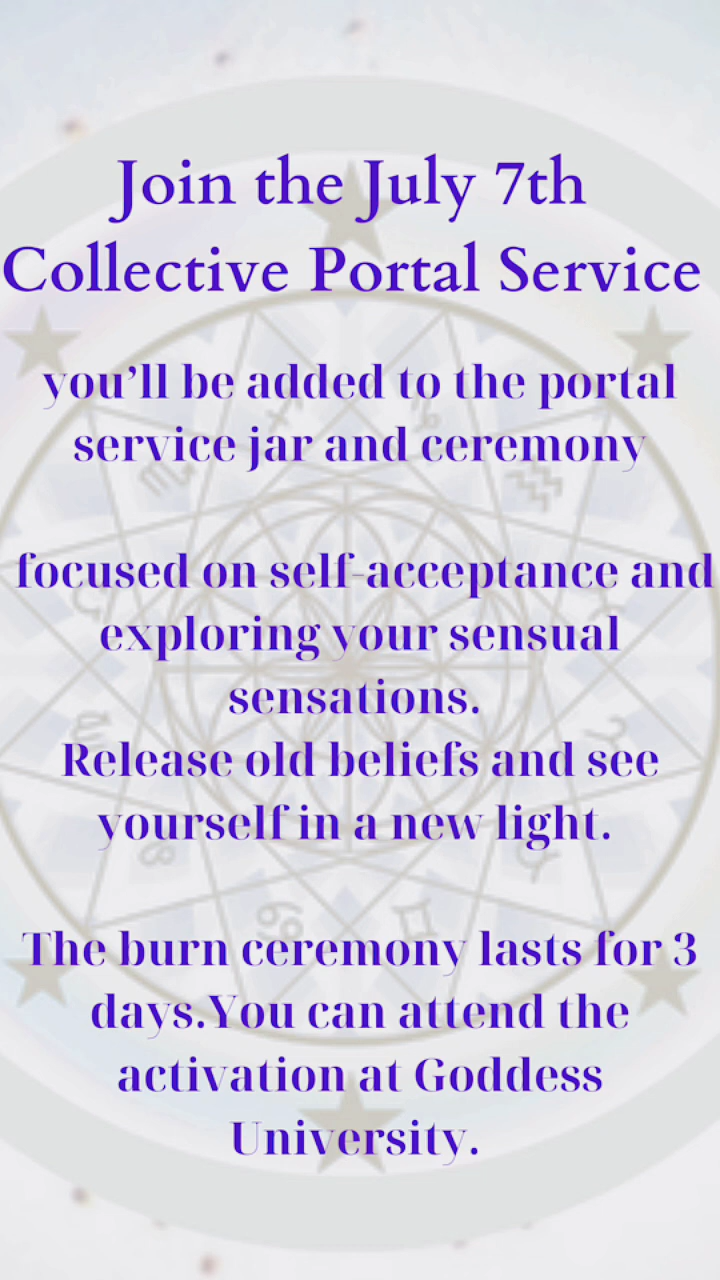 Join the July 7th
Collective Portal Service
you’ll be added to the portal
service jar and ceremony
focused on self-acceptance and
exploring your sensual
sensations.
Release old beliefs and see
yourself in a new light.
The burn ceremony lasts for 3
days.You can attend the
activation at Goddess
University.